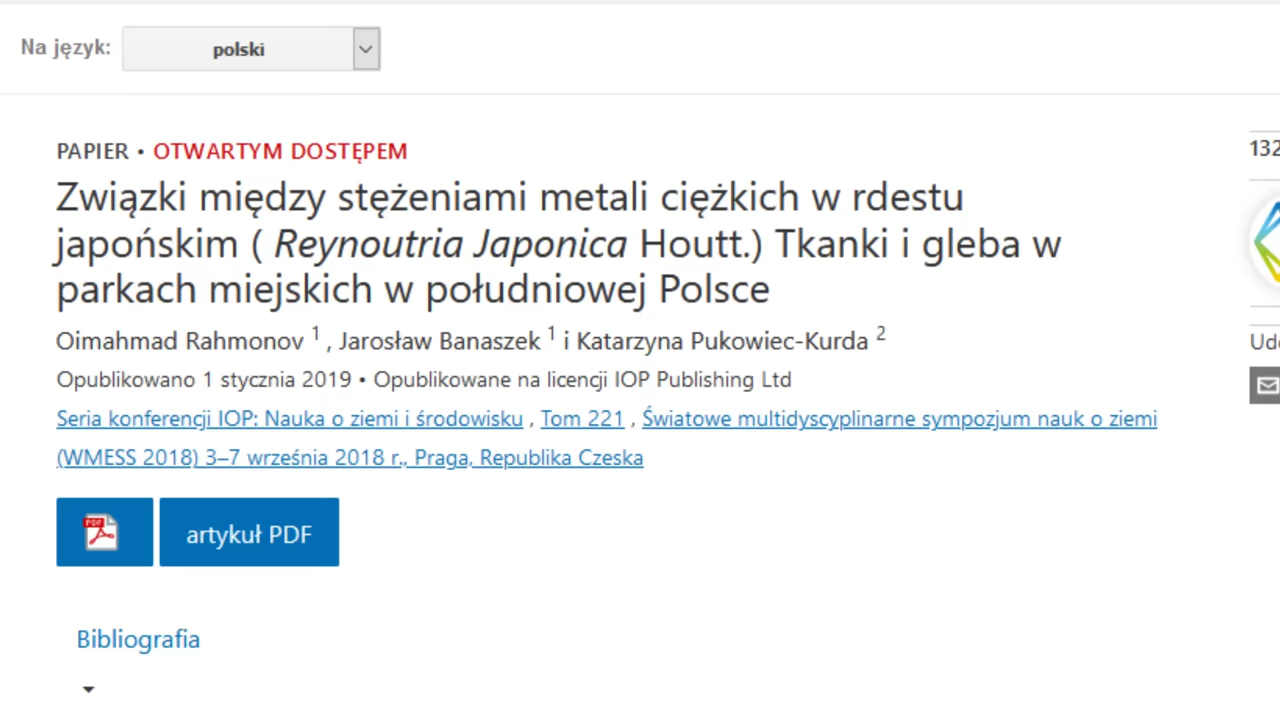 Na język:
polski
PAPIER • OTWARTYM DOSTĘPEM
132
Związki między stężeniami metali ciężkich w rdestu
japońskim ( Reynoutria Japonica Houtt.) Tkanki i gleba w
parkach miejskich w południowej Polsce
Oimahmad Rahmonov 1 , Jarosław Banaszek 1 i Katarzyna Pukowiec-Kurda 2
Opublikowano 1 stycznia 2019 • Opublikowane na licencji IOP Publishing Ltd
Seria konferencji IOP: Nauka o ziemi i środowisku , Tom 221 , Światowe multidyscyplinarne sympozjum nauk o ziemi
(WMESS 2018) 3–7 września 2018 r., Praga, Republika Czeska
PDF
artykuł PDF
Bibliografia